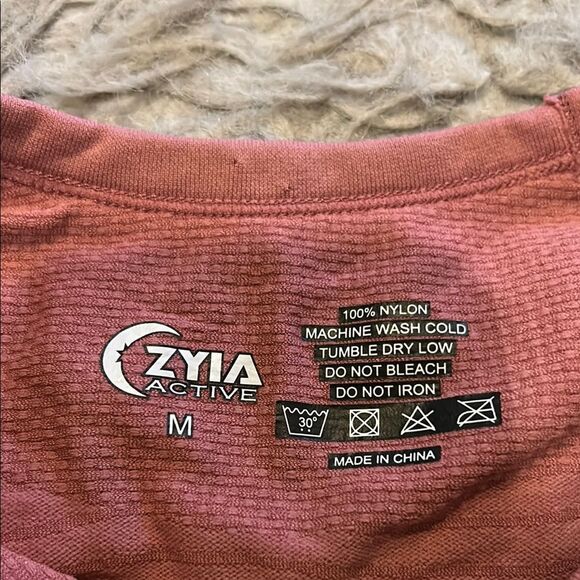 ZYIA
ACTIVE
M
100% NYLON
MACHINE WASH COLD
TUMBLE DRY LOW
DO NOT BLEACH
DO NOT IRON
30°
MADE IN CHINA